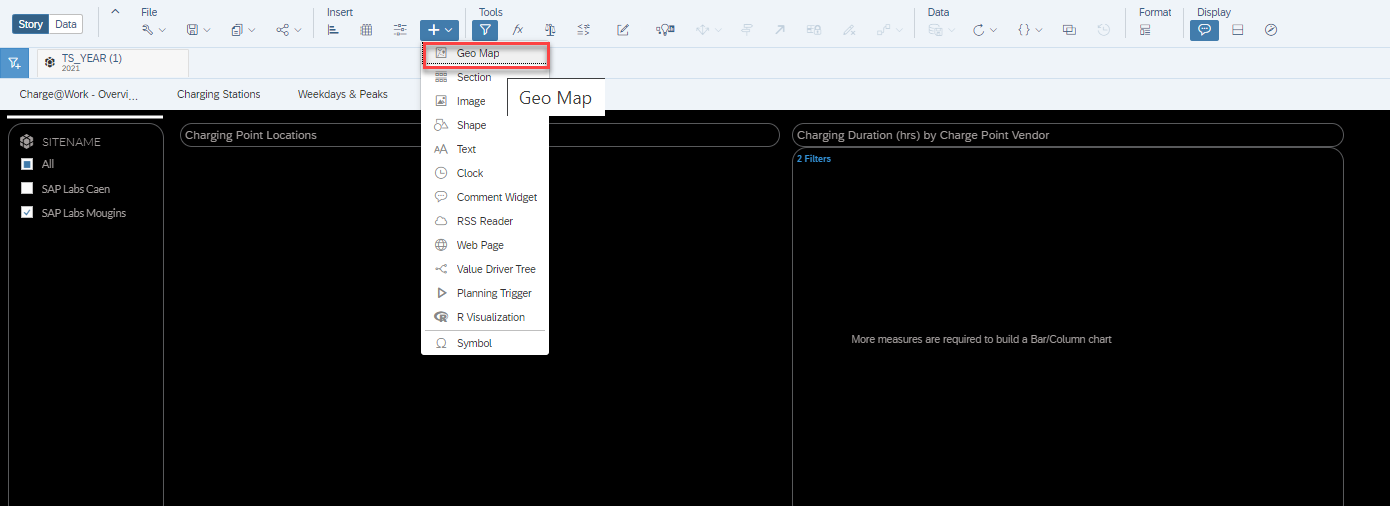 Story
Data
File
Insert
Tools
Data
Format
Display
TS_YEAR (1)
2021
Charge@Work - Overvi...
Charging Stations
Weekdays & Peaks
Geo Map
Section
Image
Shape
Text
Clock
Comment Widget
RSS Reader
Web Page
Value Driver Tree
Planning Trigger
R Visualization
Symbol
Geo Map
SITENAME
All
SAP Labs Caen
SAP Labs Mougins
Charging Point Locations
Charging Duration (hrs) by Charge Point Vendor
2 Filters
More measures are required to build a Bar/Column chart